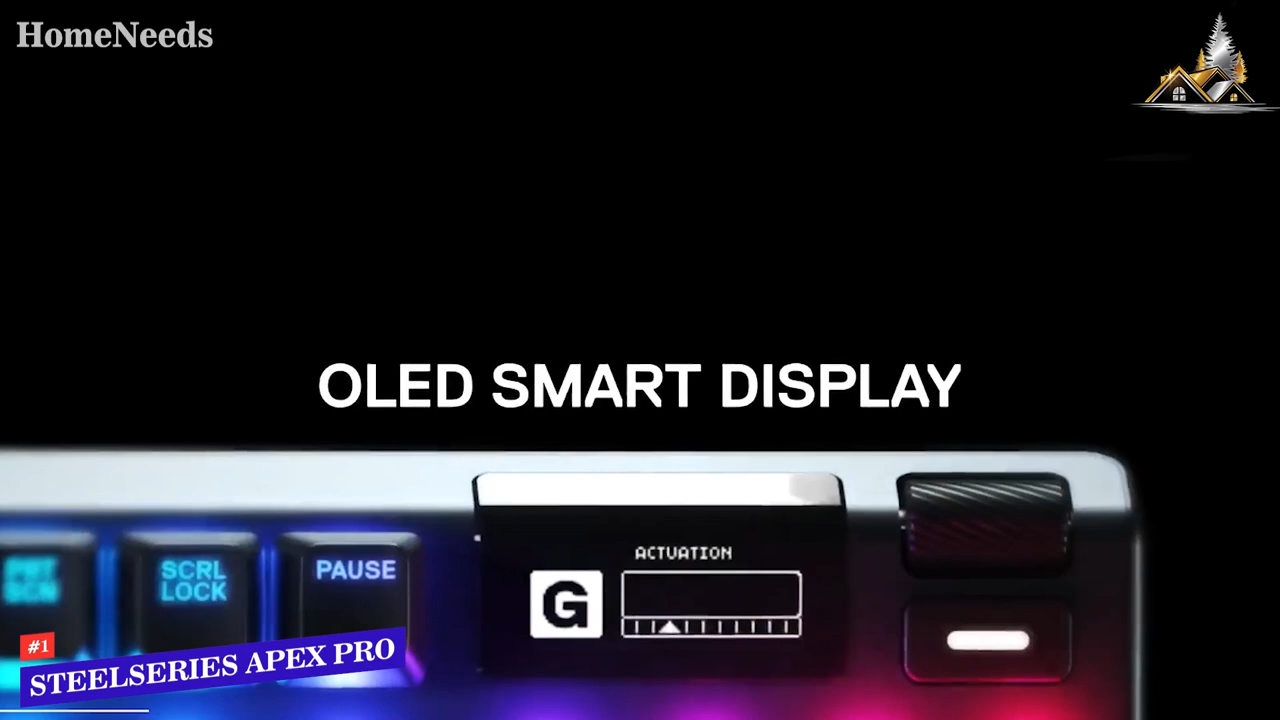 HomeNeeds
OLED SMART DISPLAY
ACTUATION
G
SCRL
LOCK
PAUSE
#1
STEELSERIES APEX PRO